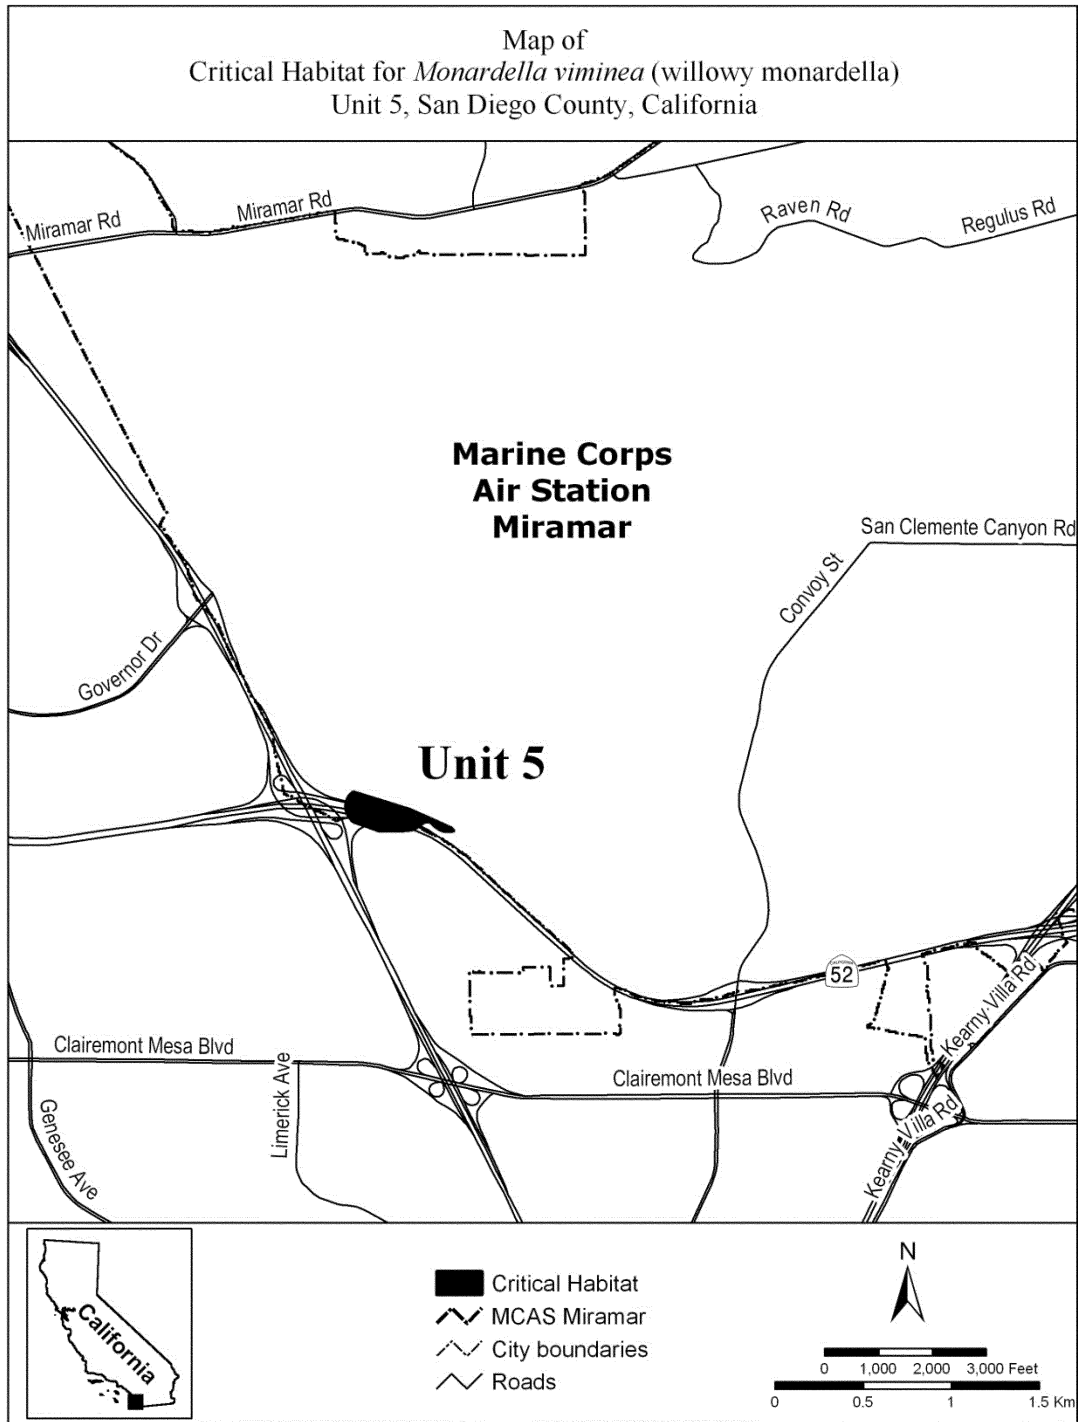 Map of
Critical Habitat for Monardella viminea (willowy monardella)
Unit 5, San Diego County, California
Miramar Rd
Miramar Rd
Raven Rd
Regulus Rd
Marine Corps
Air Station
Miramar
San Clemente Canyon Rd
Convoy St
Governor Dr
Unit 5
CALIFORNIA
52
Kearny Villa Rd
Clairemont Mesa Blvd
Clairemont Mesa Blvd
Limerick Ave
Genesee Ave
Kearny Villa Rd
California
Critical Habitat
MCAS Miramar
City boundaries
Roads
N
0 1,000 2,000 3,000 Feet
0 0.5 1 1.5 Km